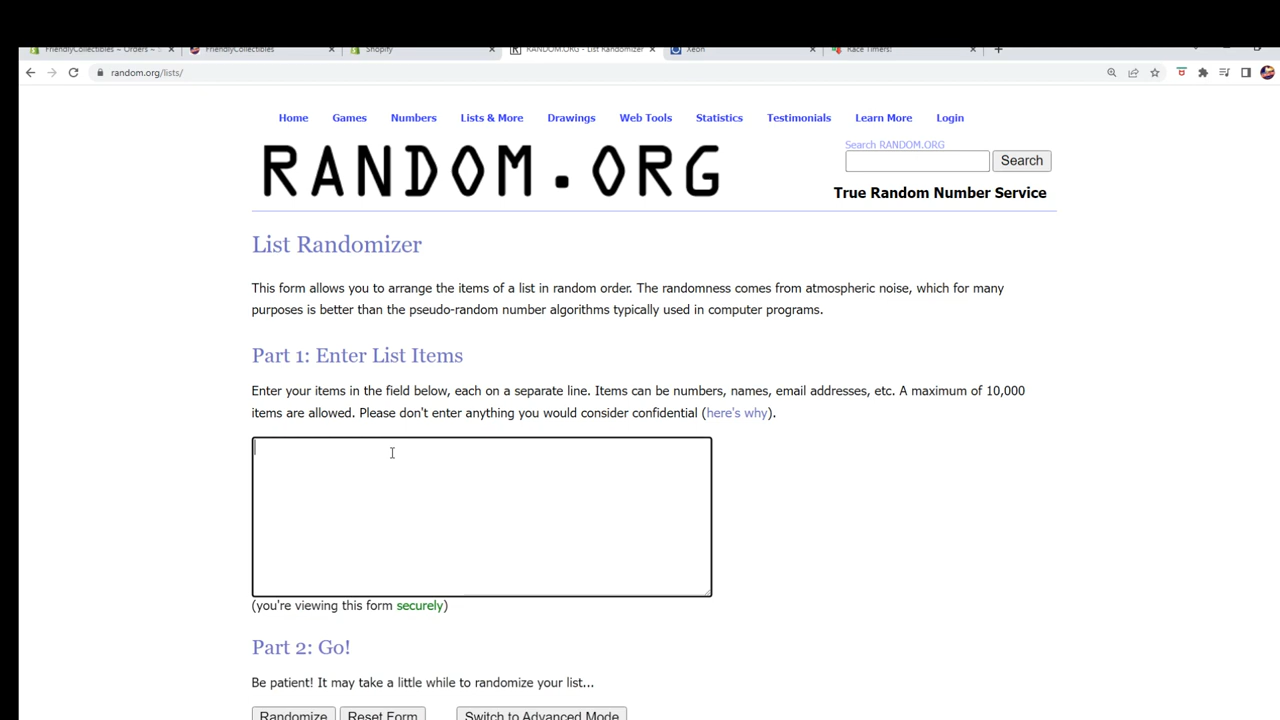 FriendlyCollectibles ~ Orders ~ S
FriendlyCollectibles
Shopify
RANDOM.ORG - List Randomizer
Xeon
Race Timers!
random.org/lists/
Home Games Numbers Lists & More Drawings Web Tools Statistics Testimonials Learn More Login
RANDOM.ORG
Search RANDOM.ORG
Search
True Random Number Service
List Randomizer
This form allows you to arrange the items of a list in random order. The randomness comes from atmospheric noise, which for many
purposes is better than the pseudo-random number algorithms typically used in computer programs.
Part 1: Enter List Items
Enter your items in the field below, each on a separate line. Items can be numbers, names, email addresses, etc. A maximum of 10,000
items are allowed. Please don't enter anything you would consider confidential (here's why).
(you're viewing this form securely)
Part 2: Go!
Be patient! It may take a little while to randomize your list...
Randomize Reset Form Switch to Advanced Mode